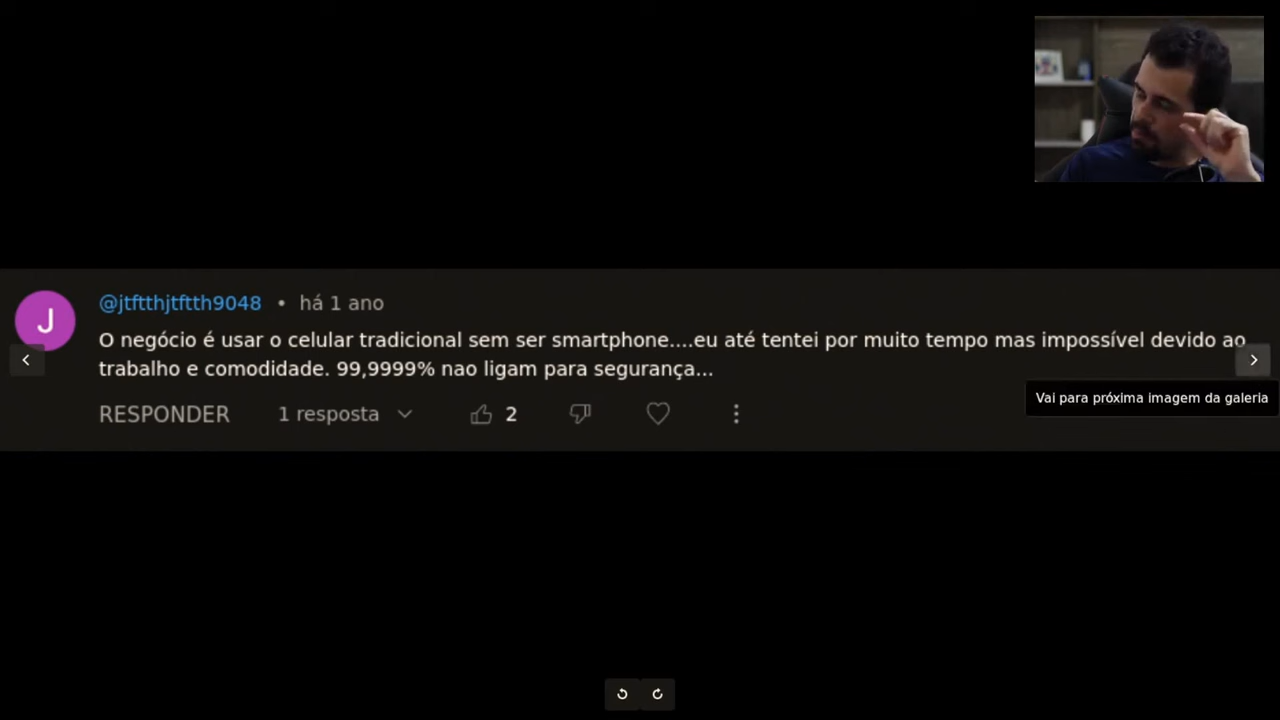 @jtftthjtftth9048 • há 1 ano
O negócio é usar o celular tradicional sem ser smartphone....eu até tentei por muito tempo mas impossível devido ao
trabalho e comodidade. 99,9999% nao ligam para segurança...
RESPONDER 1 resposta 2
Vai para próxima imagem da galeria
J